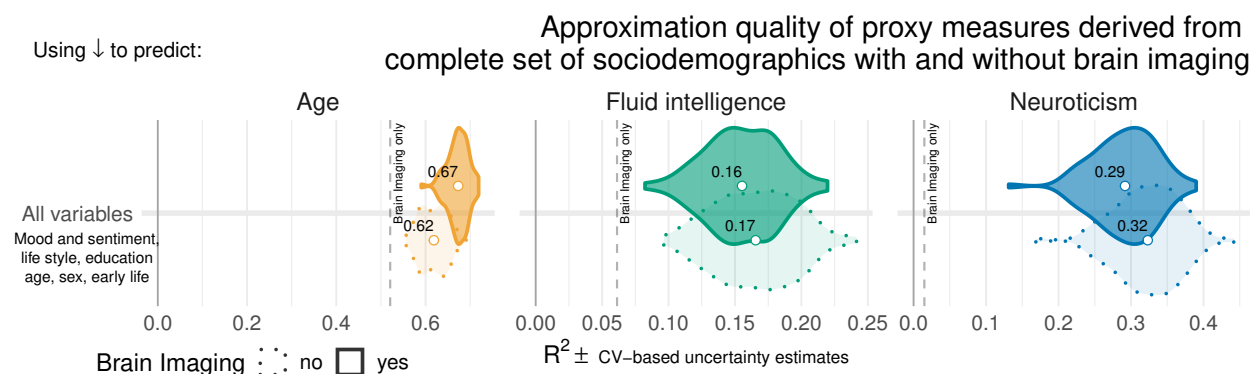 Approximation quality of proxy measures derived from
complete set of sociodemographics with and without brain imaging
Using ↓ to predict:
Age
Fluid intelligence
Neuroticism
Brain Imaging only
Brain Imaging only
Brain Imaging only
0.67
0.62
0.16
0.17
0.29
0.32
All variables
Mood and sentiment,
life style, education
age, sex, early life
0.0 0.2 0.4 0.6
0.00 0.05 0.10 0.15 0.20 0.25
0.0 0.1 0.2 0.3 0.4
R² ± CV−based uncertainty estimates
Brain Imaging no yes